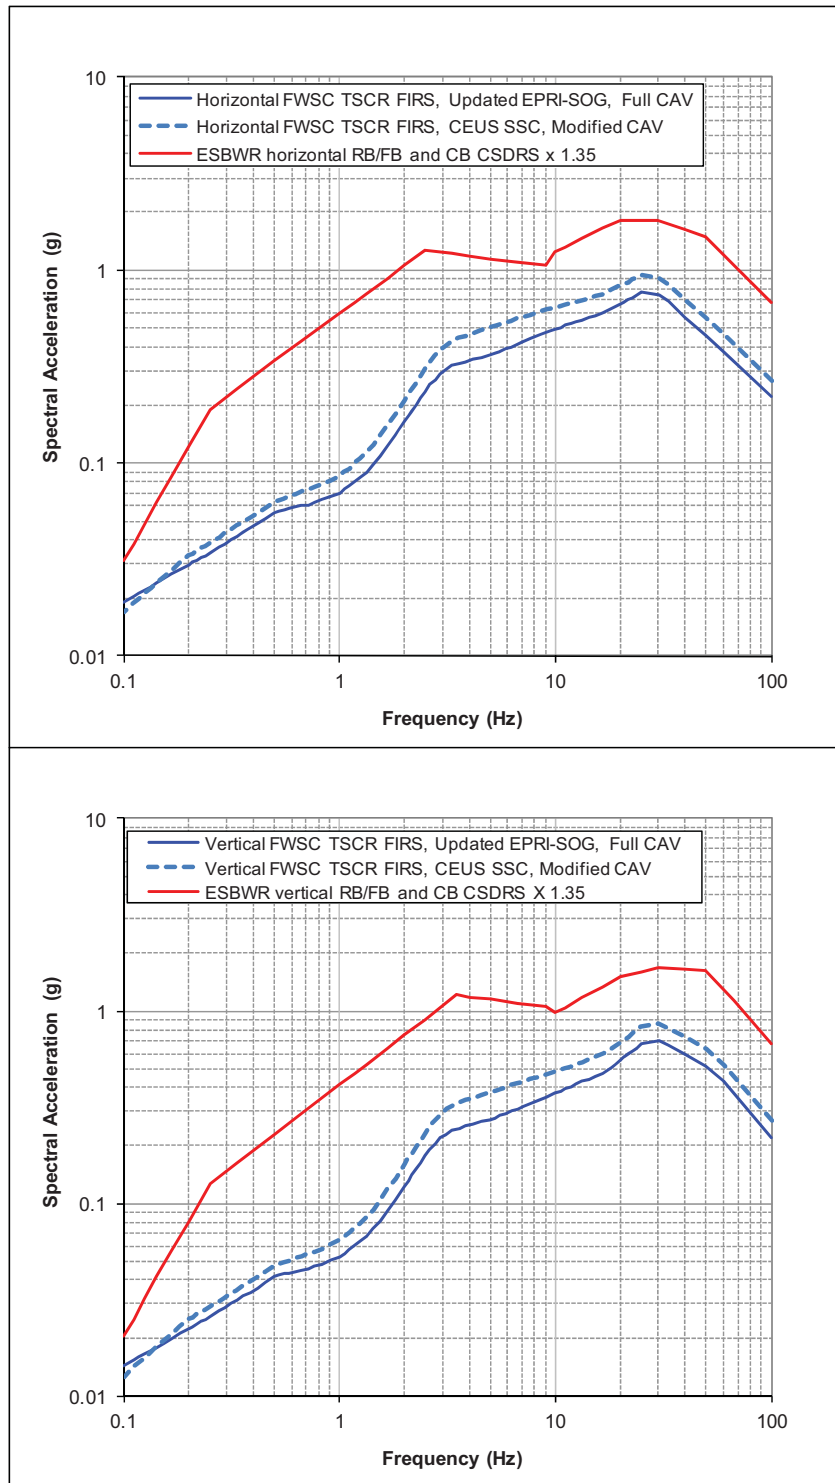 10
Horizontal FWSC TSCR FIRS, Updated EPRI-SOG, Full CAV
Horizontal FWSC TSCR FIRS, CEUS SSC, Modified CAV
ESBWR horizontal RB/FB and CB CSDRS x 1.35
1
0.1
0.01
Spectral Acceleration (g)
0.1 1 10 100
Frequency (Hz)
10
Vertical FWSC TSCR FIRS, Updated EPRI-SOG, Full CAV
Vertical FWSC TSCR FIRS, CEUS SSC, Modified CAV
ESBWR vertical RB/FB and CB CSDRS X 1.35
1
0.1
0.01
Spectral Acceleration (g)
0.1 1 10 100
Frequency (Hz)